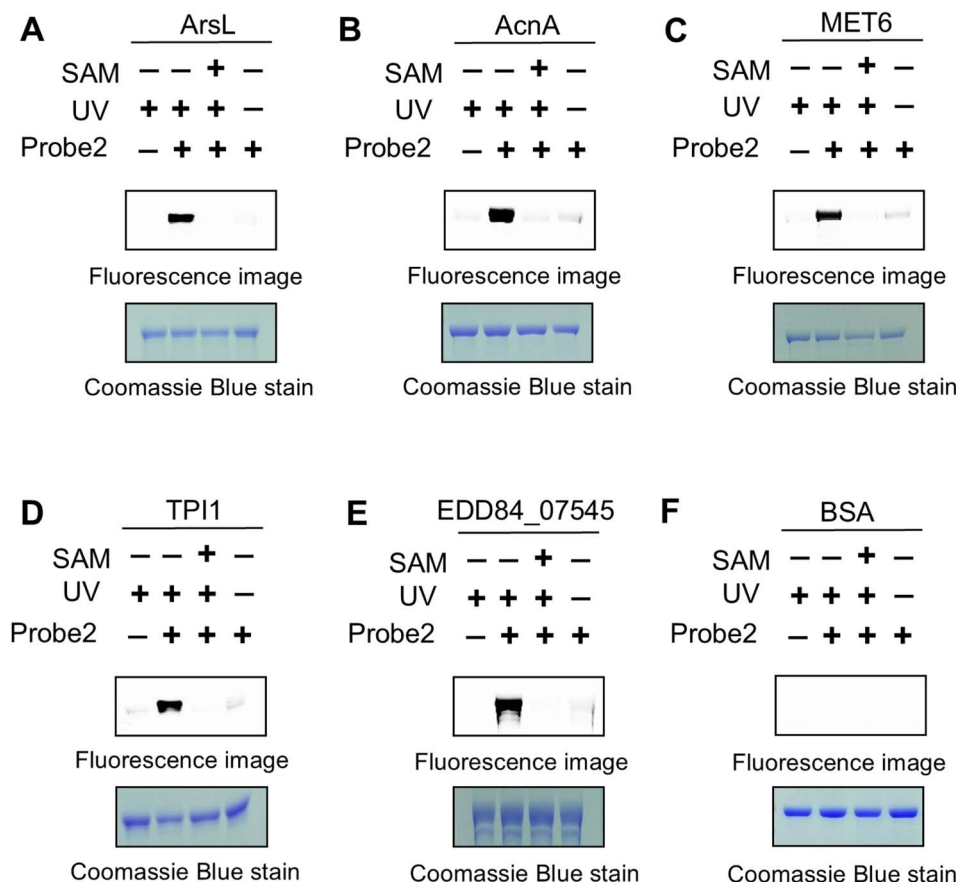 A
ArsL
SAM − − + −
UV + + + −
Probe2 − + + +
Fluorescence image
Coomassie Blue stain
B
AcnA
SAM − − + −
UV + + + −
Probe2 − + + +
Fluorescence image
Coomassie Blue stain
C
MET6
SAM − − + −
UV + + + −
Probe2 − + + +
Fluorescence image
Coomassie Blue stain
D
TPI1
SAM − − + −
UV + + + −
Probe2 − + + +
Fluorescence image
Coomassie Blue stain
E
EDD84_07545
SAM − − + −
UV + + + −
Probe2 − + + +
Fluorescence image
Coomassie Blue stain
F
BSA
SAM − − + −
UV + + + −
Probe2 − + + +
Fluorescence image
Coomassie Blue stain